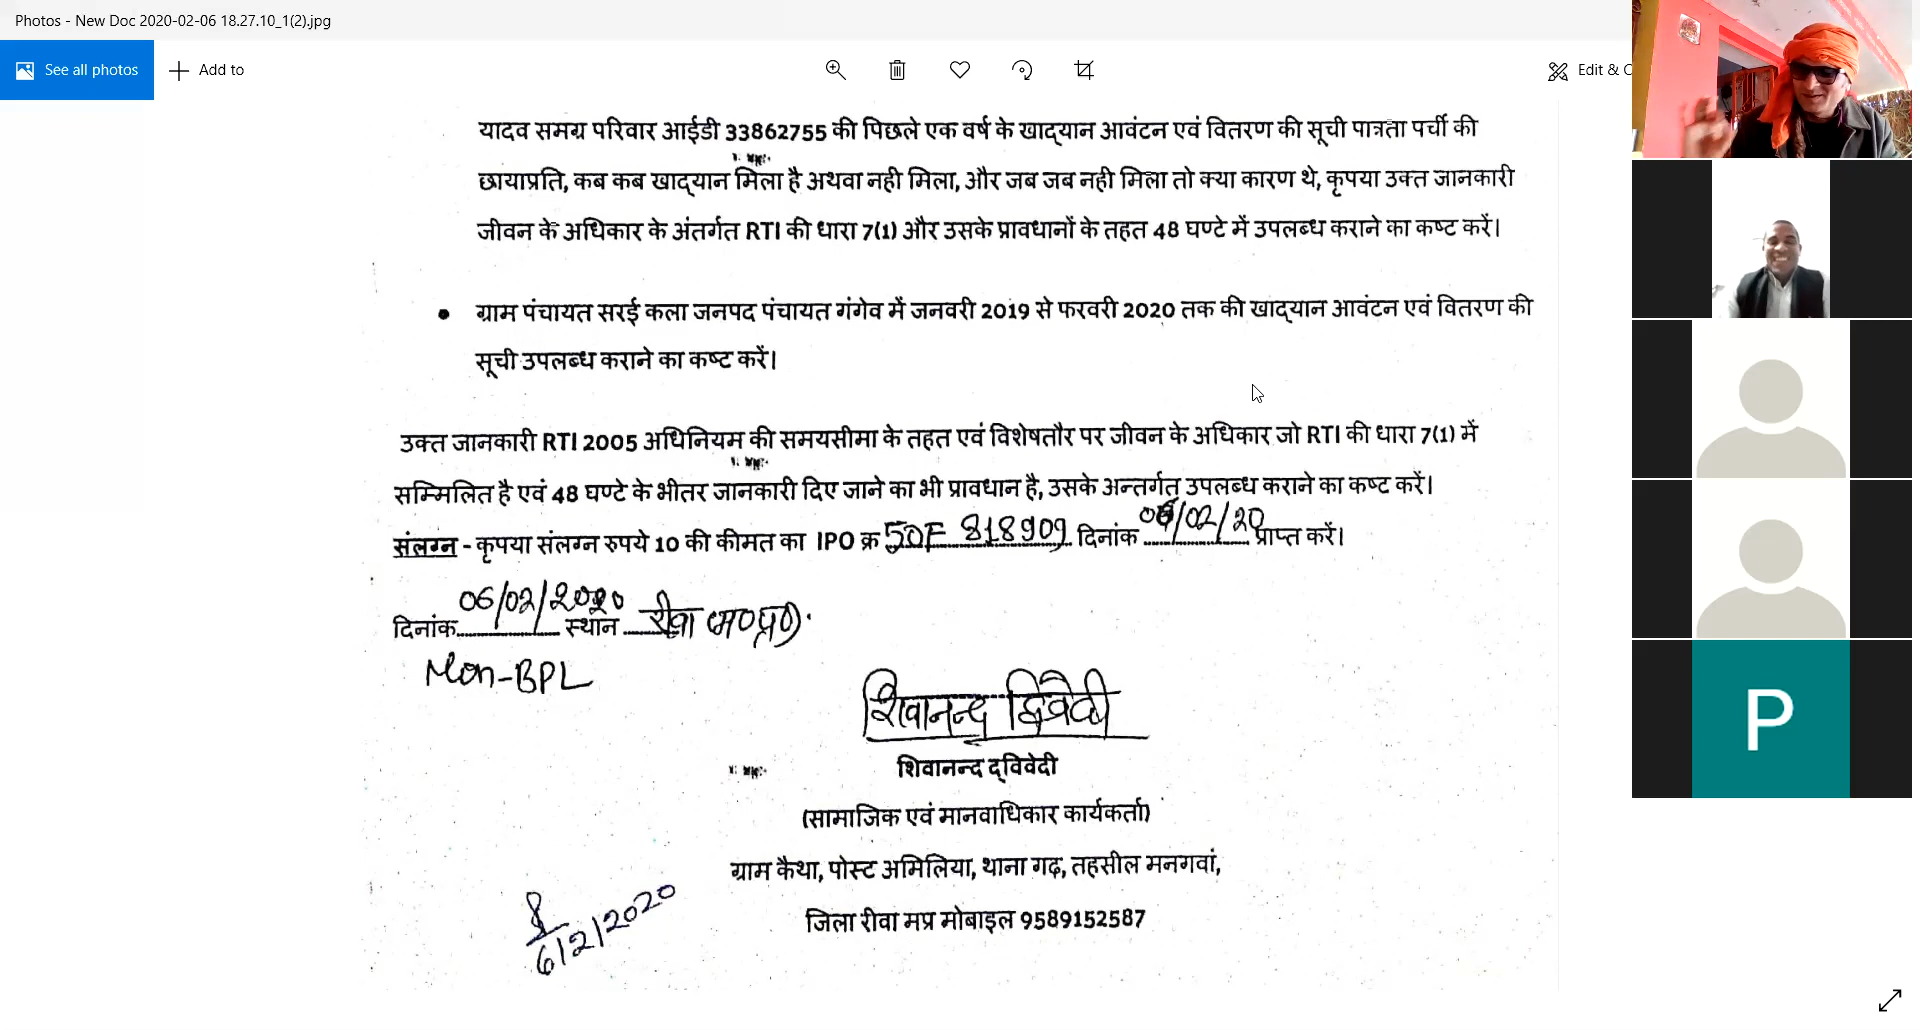 Photos - New Doc 2020-02-06 18.27.10_1(2).jpg
See all photos
Add to
Edit & C
यादव समग्र परिवार आईडी 33862755 की पिछले एक वर्ष के खाद्यान आवंटन एवं वितरण की सूची पात्रता पर्ची की
छायाप्रति, कब कब खाद्यान मिला है अथवा नही मिला, और जब जब नही मिला तो क्या कारण थे, कृपया उक्त जानकारी
जीवन के अधिकार के अंतर्गत RTI की धारा 7(1) और उसके प्रावधानों के तहत 48 घण्टे में उपलब्ध कराने का कष्ट करें।
• ग्राम पंचायत सरई कला जनपद पंचायत गंगेव में जनवरी 2019 से फरवरी 2020 तक की खाद्यान आवंटन एवं वितरण की
सूची उपलब्ध कराने का कष्ट करें।
उक्त जानकारी RTI 2005 अधिनियम की समयसीमा के तहत एवं विशेषतौर पर जीवन के अधिकार जो RTI की धारा 7(1) में
सम्मिलित है एवं 48 घण्टे के भीतर जानकारी दिए जाने का भी प्रावधान है, उसके अन्तर्गत उपलब्ध कराने का कष्ट करें।
संलग्न - कृपया संलग्न रुपये 10 की कीमत का IPO क्र 50F 818909 दिनांक 06/02/20 प्राप्त करें।
दिनांक 06/02/2020 स्थान रीवा (म०प्र०)
Non-BPL
शिवानन्द द्विवेदी
शिवानन्द द्विवेदी
(सामाजिक एवं मानवाधिकार कार्यकर्ता)
ग्राम कैथा, पोस्ट अमिलिया, थाना गढ़, तहसील मनगवां,
जिला रीवा मप्र मोबाइल 9589152587
6/2/2020
P